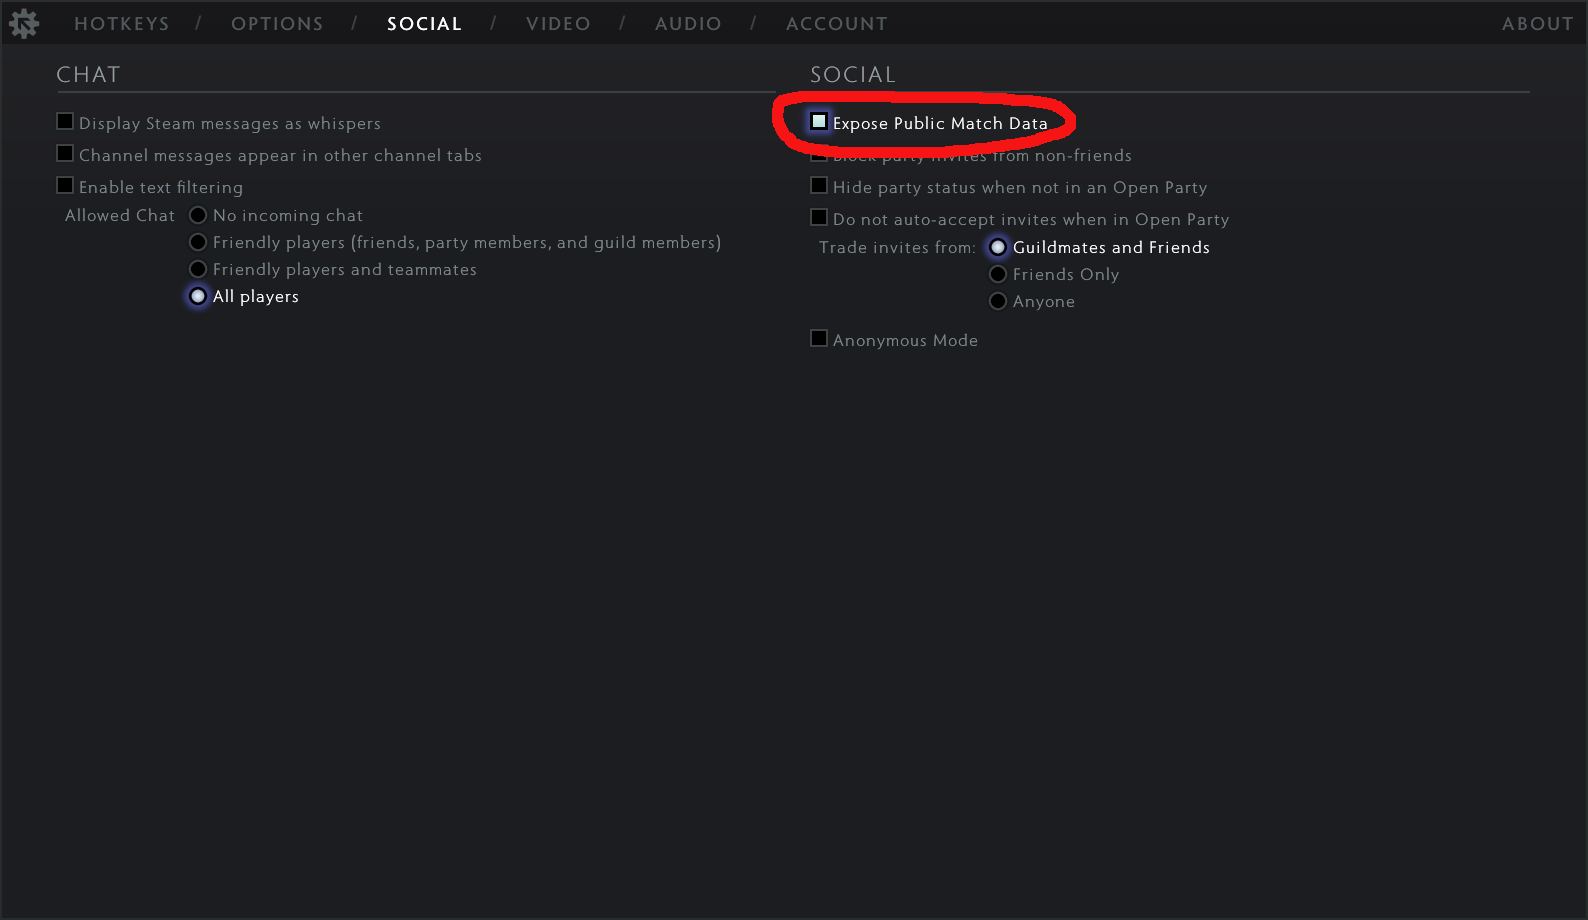 HOTKEYS / OPTIONS / SOCIAL / VIDEO / AUDIO / ACCOUNT ABOUT
CHAT
Display Steam messages as whispers
Channel messages appear in other channel tabs
Enable text filtering
Allowed Chat
No incoming chat
Friendly players (friends, party members, and guild members)
Friendly players and teammates
All players
SOCIAL
Expose Public Match Data
Block party invites from non-friends
Hide party status when not in an Open Party
Do not auto-accept invites when in Open Party
Trade invites from:
Guildmates and Friends
Friends Only
Anyone
Anonymous Mode